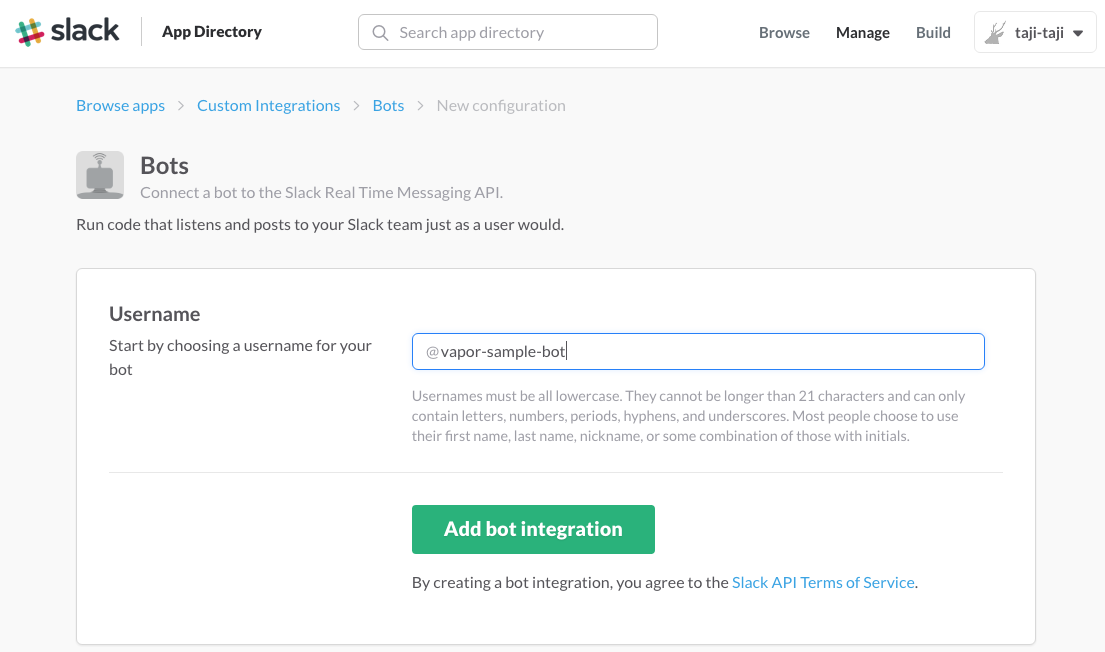 slack App Directory Search app directory Browse Manage Build taji-taji
Browse apps > Custom Integrations > Bots > New configuration
Bots
Connect a bot to the Slack Real Time Messaging API.
Run code that listens and posts to your Slack team just as a user would.
Username
Start by choosing a username for your
bot
@vapor-sample-bot
Usernames must be all lowercase. They cannot be longer than 21 characters and can only
contain letters, numbers, periods, hyphens, and underscores. Most people choose to use
their first name, last name, nickname, or some combination of those with initials.
Add bot integration
By creating a bot integration, you agree to the Slack API Terms of Service.